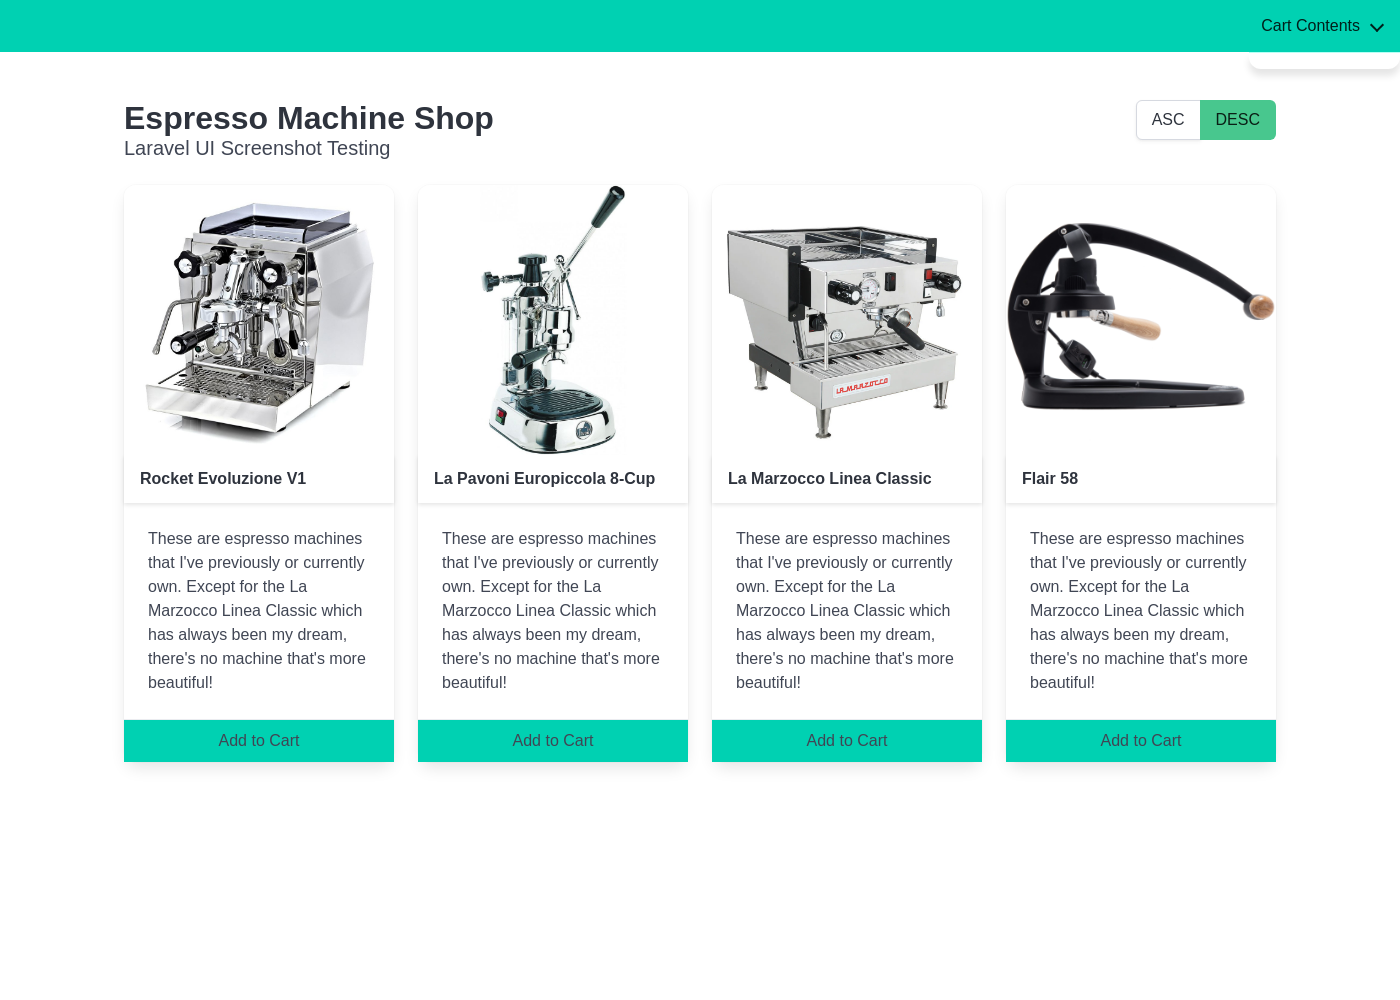 Cart Contents
Espresso Machine Shop
Laravel UI Screenshot Testing
ASC DESC
LA MARZOCCO
Rocket Evoluzione V1
La Pavoni Europiccola 8-Cup
La Marzocco Linea Classic
Flair 58
These are espresso machines
that I've previously or currently
own. Except for the La
Marzocco Linea Classic which
has always been my dream,
there's no machine that's more
beautiful!
These are espresso machines
that I've previously or currently
own. Except for the La
Marzocco Linea Classic which
has always been my dream,
there's no machine that's more
beautiful!
These are espresso machines
that I've previously or currently
own. Except for the La
Marzocco Linea Classic which
has always been my dream,
there's no machine that's more
beautiful!
These are espresso machines
that I've previously or currently
own. Except for the La
Marzocco Linea Classic which
has always been my dream,
there's no machine that's more
beautiful!
Add to Cart
Add to Cart
Add to Cart
Add to Cart